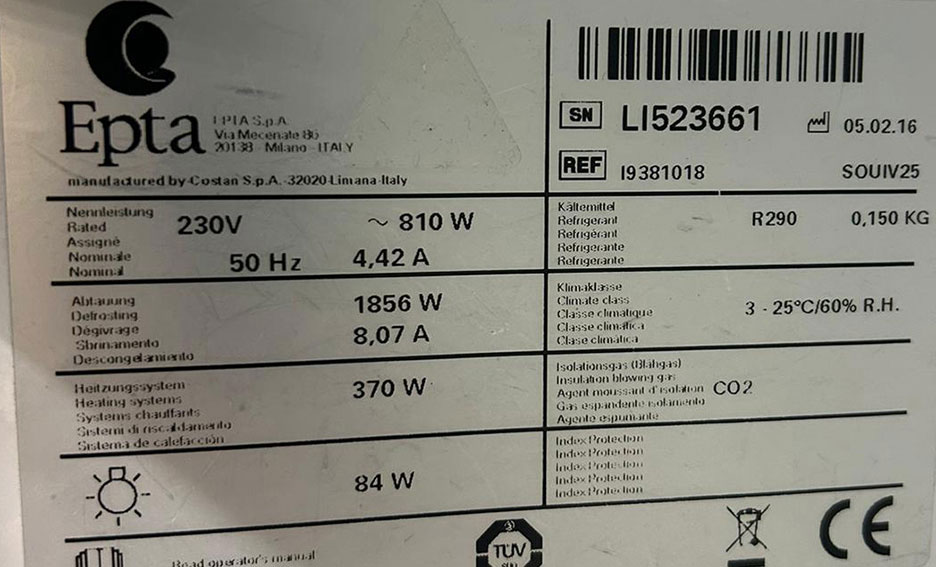 Epta
EPTA S.p.A.
Via Mecenate 86
20138 - Milano - ITALY
manufactured by Costan S.p.A. -32020-Limana-Italy
SN LI523661 05.02.16
REF I9381018 SOUIV25
Nennleistung
Rated
Assigné
Nominale
Nominal
230V ~ 810 W
50 Hz 4,42 A
Kältemittel
Refrigerant
Refrigérant
Refrigerante
Refrigerante
R290 0,150 KG
Abtauung
Defrosting
Dégivrage
Sbrinamento
Descongelamiento
1856 W
8,07 A
Klimaklasse
Climate class
Classe climatique
Classe climatica
Clase climática
3 - 25°C/60% R.H.
Heitzungssystem
Heating systems
Systems chauffants
Sistemi di riscaldamento
Sistema de calefacción
370 W
Isolationsgas (Blähgas)
Insulation blowing gas
Agent moussant d'isolation
Gas espandente isolamento
Agente espumante
CO2
84 W
Index Protection
Index Protection
Index Protection
Index Protection
Index Protection
Read operator's manual
TÜV
CE